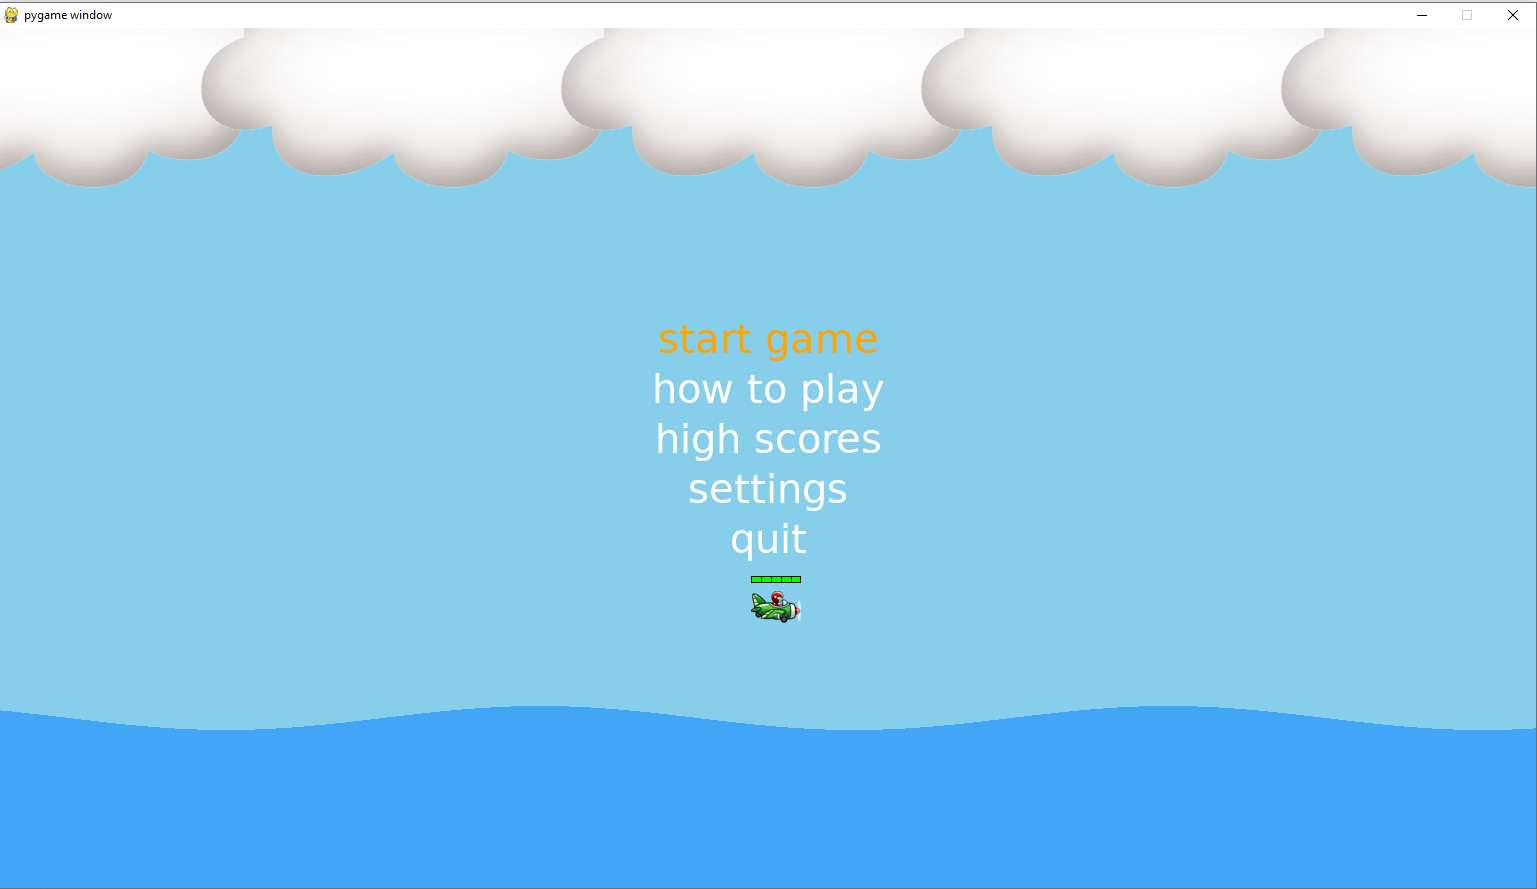 pygame window
start game
how to play
high scores
settings
quit